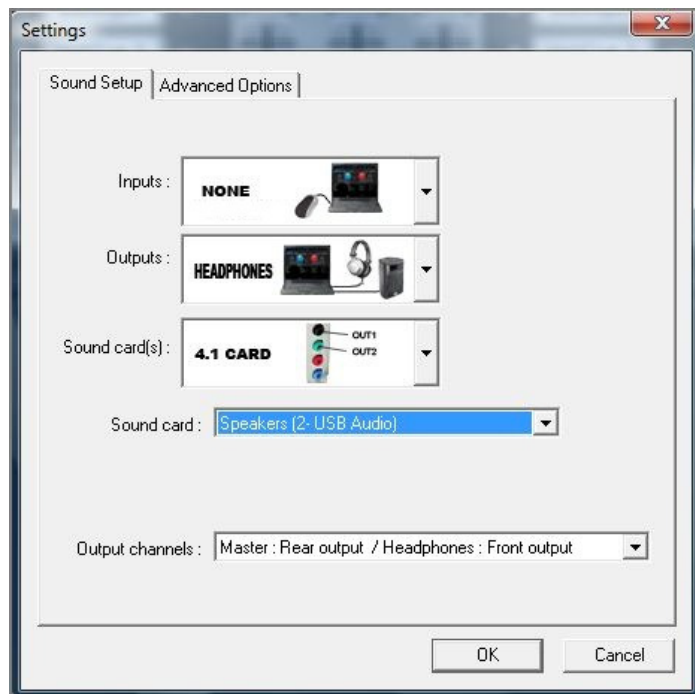 Settings
Sound Setup
Advanced Options
Inputs :
NONE
Outputs :
HEADPHONES
Sound card(s) :
4.1 CARD
OUT1
OUT2
Sound card :
Speakers (2- USB Audio)
Output channels :
Master : Rear output / Headphones : Front output
OK
Cancel